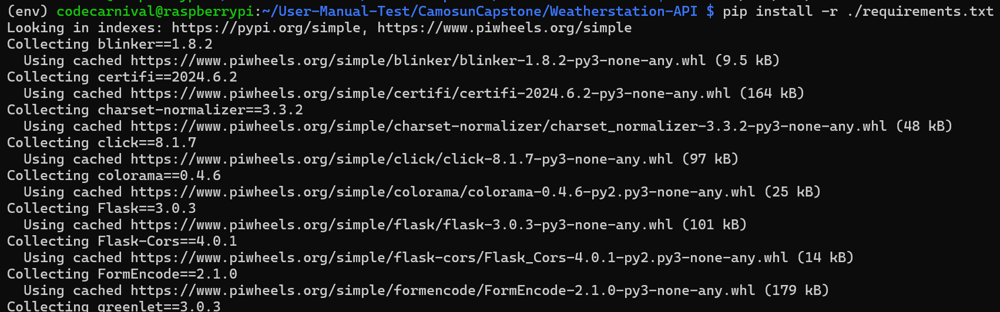 (env) codecarnival@raspberrypi:~/User-Manual-Test/CamosunCapstone/Weatherstation-API $ pip install -r ./requirements.txt
Looking in indexes: https://pypi.org/simple, https://www.piwheels.org/simple
Collecting blinker==1.8.2
  Using cached https://www.piwheels.org/simple/blinker/blinker-1.8.2-py3-none-any.whl (9.5 kB)
Collecting certifi==2024.6.2
  Using cached https://www.piwheels.org/simple/certifi/certifi-2024.6.2-py3-none-any.whl (164 kB)
Collecting charset-normalizer==3.3.2
  Using cached https://www.piwheels.org/simple/charset-normalizer/charset_normalizer-3.3.2-py3-none-any.whl (48 kB)
Collecting click==8.1.7
  Using cached https://www.piwheels.org/simple/click/click-8.1.7-py3-none-any.whl (97 kB)
Collecting colorama==0.4.6
  Using cached https://www.piwheels.org/simple/colorama/colorama-0.4.6-py2.py3-none-any.whl (25 kB)
Collecting Flask==3.0.3
  Using cached https://www.piwheels.org/simple/flask/flask-3.0.3-py3-none-any.whl (101 kB)
Collecting Flask-Cors==4.0.1
  Using cached https://www.piwheels.org/simple/flask-cors/Flask_Cors-4.0.1-py2.py3-none-any.whl (14 kB)
Collecting FormEncode==2.1.0
  Using cached https://www.piwheels.org/simple/formencode/FormEncode-2.1.0-py3-none-any.whl (179 kB)
Collecting greenlet==3.0.3